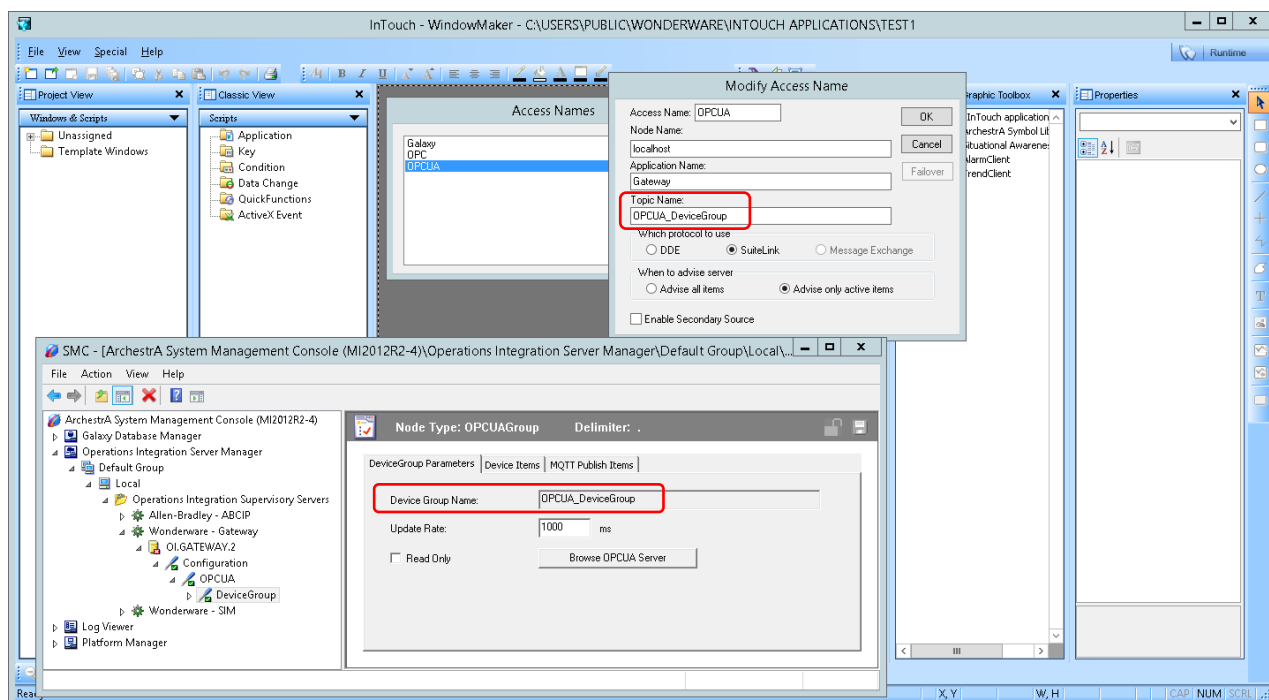 InTouch - WindowMaker - C:\USERS\PUBLIC\WONDERWARE\INTOUCH APPLICATIONS\TEST1
File View Special Help
Runtime
Project View
Windows & Scripts
Unassigned
Template Windows
Classic View
Scripts
Application
Key
Condition
Data Change
QuickFunctions
ActiveX Event
Access Names
Galaxy
OPC
OPCUA
Modify Access Name
Access Name: OPCUA
OK
Node Name:
localhost
Cancel
Application Name:
Gateway
Failover
Topic Name:
OPCUA_DeviceGroup
Which protocol to use
DDE SuiteLink Message Exchange
When to advise server
Advise all items Advise only active items
Enable Secondary Source
raphic Toolbox
InTouch application
rchestrA Symbol Lib
ituational Awarene
larmClient
rendClient
Properties
SMC - [ArchestrA System Management Console (MI2012R2-4)\Operations Integration Server Manager\Default Group\Local\...
File Action View Help
ArchestrA System Management Console (MI2012R2-4)
Galaxy Database Manager
Operations Integration Server Manager
Default Group
Local
Operations Integration Supervisory Servers
Allen-Bradley - ABCIP
Wonderware - Gateway
OI.GATEWAY.2
Configuration
OPCUA
DeviceGroup
Wonderware - SIM
Log Viewer
Platform Manager
Node Type: OPCUAGroup Delimiter: .
DeviceGroup Parameters Device Items MQTT Publish Items
Device Group Name: OPCUA_DeviceGroup
Update Rate: 1000 ms
Read Only Browse OPCUA Server
X, Y W, H CAP NUM SCRL